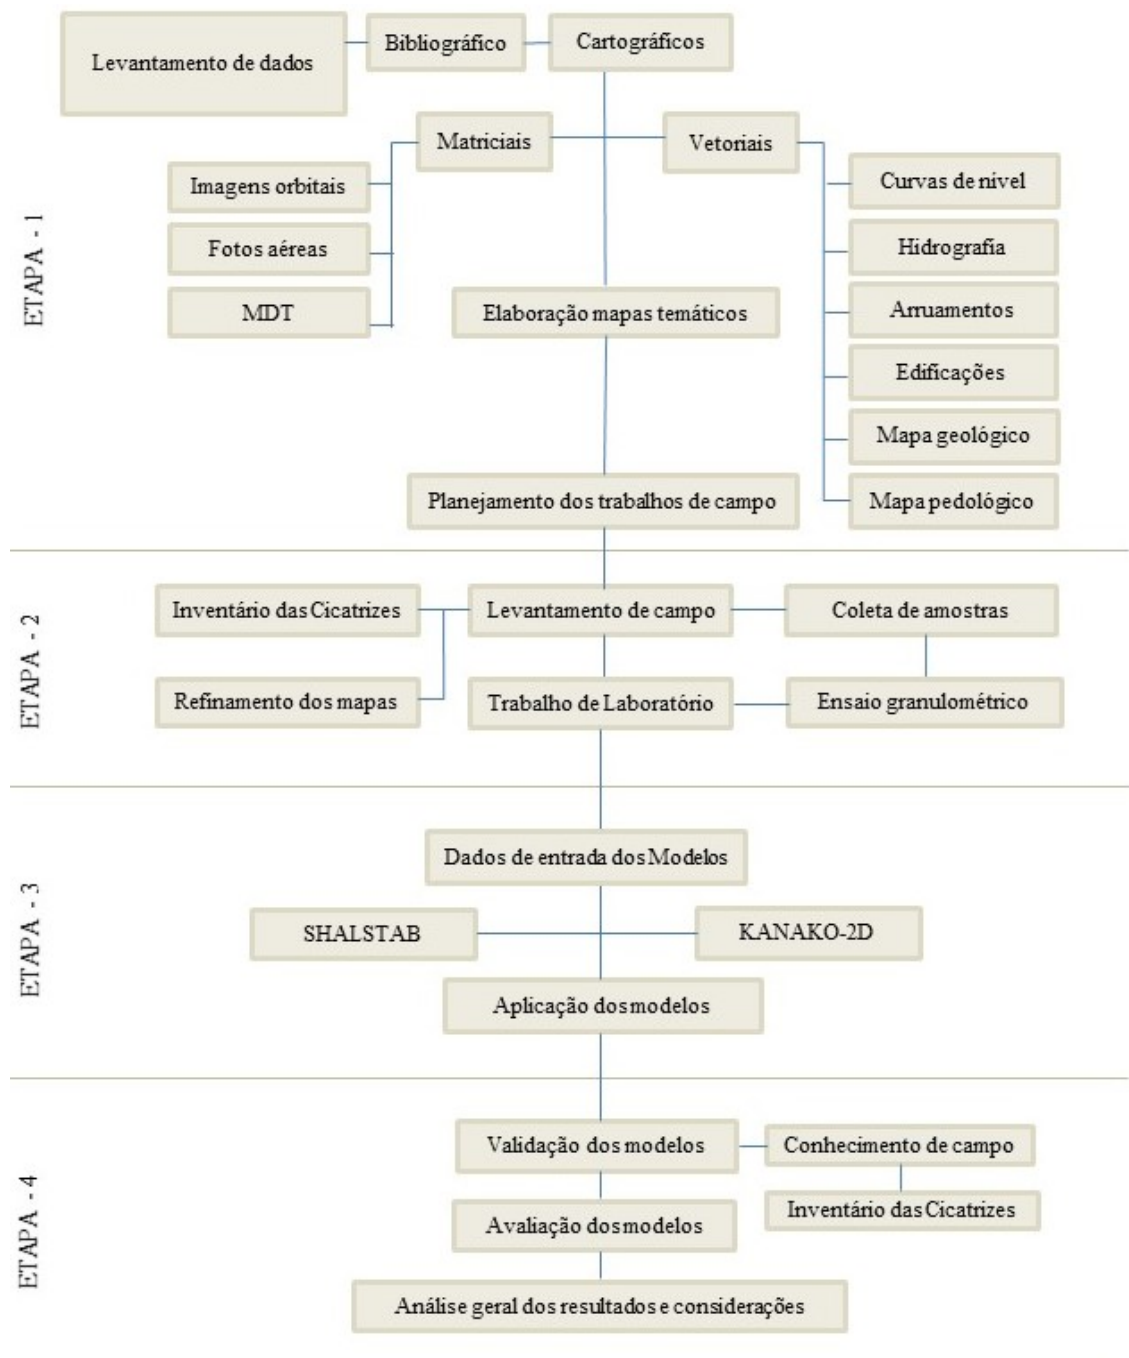 Levantamento de dados
Bibliográfico
Cartográficos
ETAPA - 1
Matriciais
Vetoriais
Imagens orbitais
Fotos aéreas
MDT
Curvas de nível
Hidrografia
Arruamentos
Edificações
Mapa geológico
Mapa pedológico
Elaboração mapas temáticos
Planejamento dos trabalhos de campo
ETAPA - 2
Inventário das Cicatrizes
Levantamento de campo
Coleta de amostras
Refinamento dos mapas
Trabalho de Laboratório
Ensaio granulométrico
ETAPA - 3
Dados de entrada dos Modelos
SHALSTAB
KANAKO-2D
Aplicação dos modelos
ETAPA - 4
Validação dos modelos
Conhecimento de campo
Inventário das Cicatrizes
Avaliação dos modelos
Análise geral dos resultados e considerações